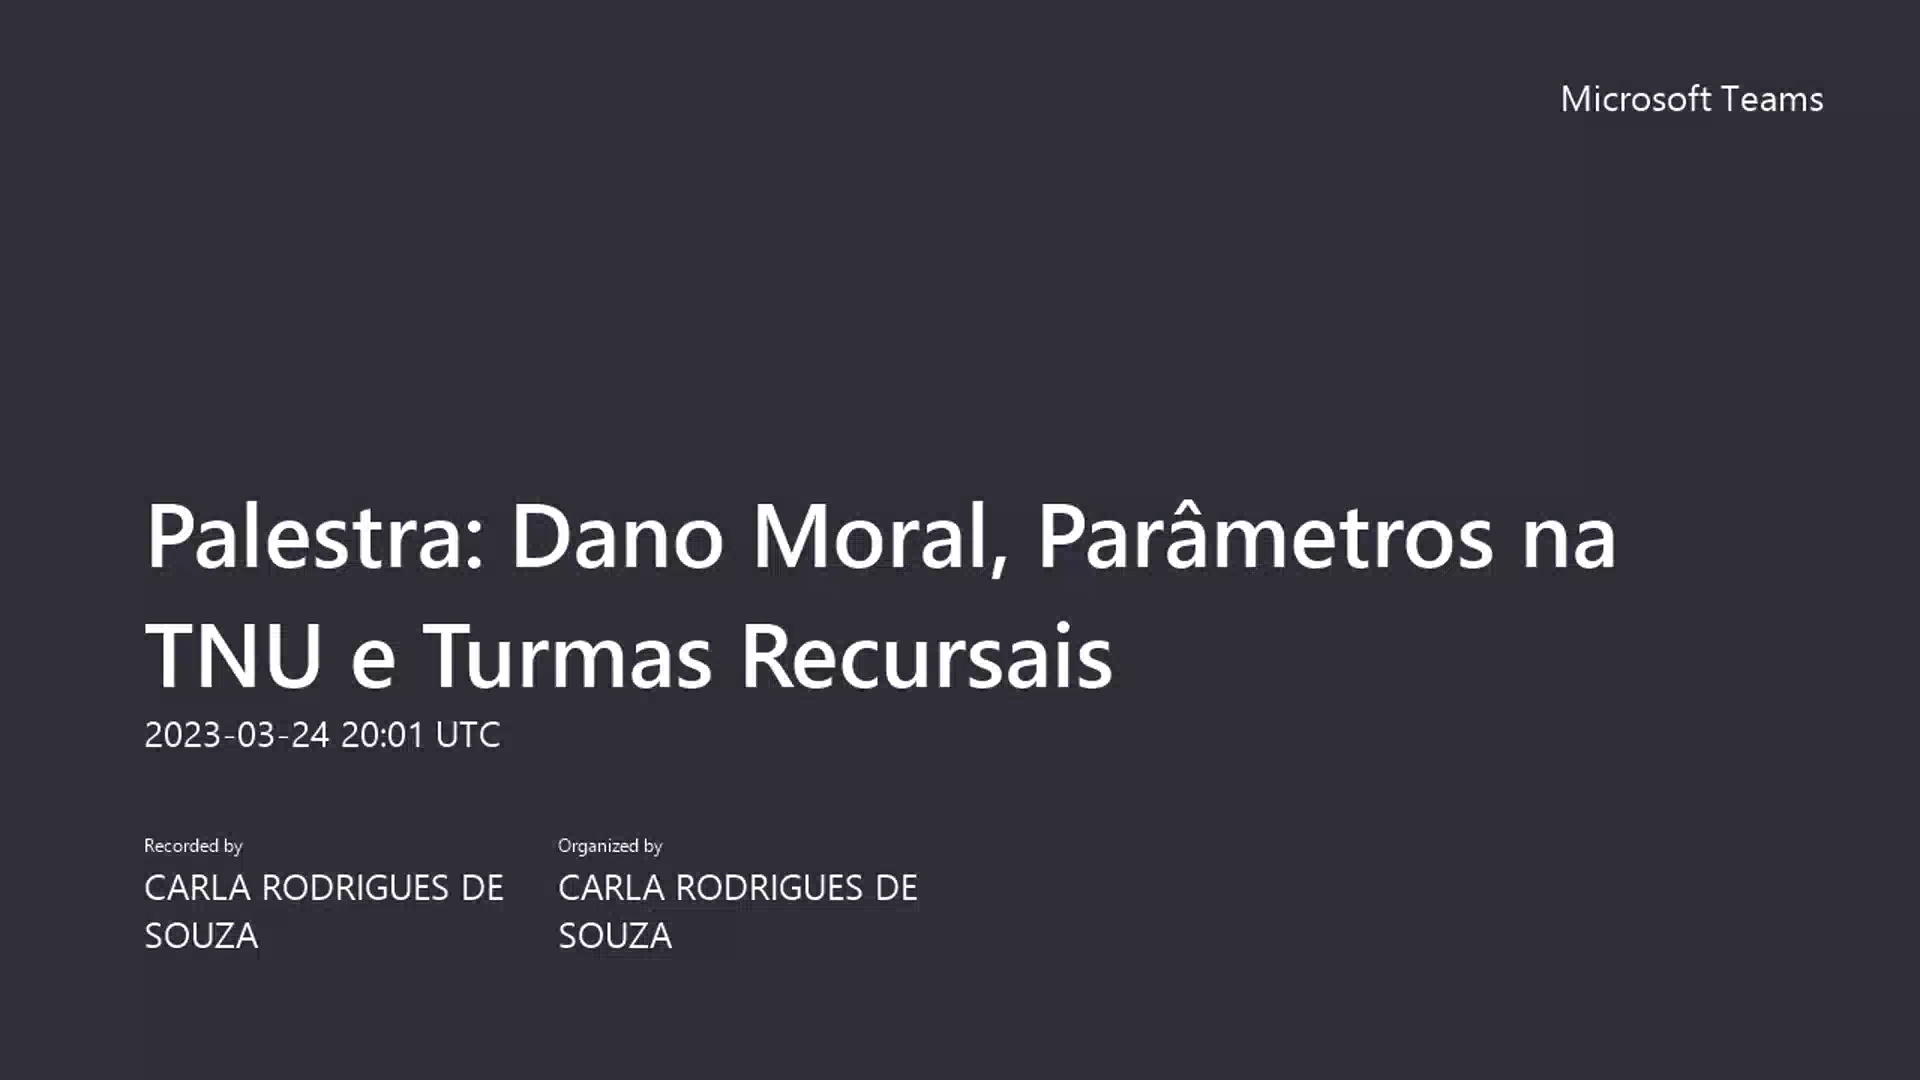 Microsoft Teams
Palestra: Dano Moral, Parâmetros na
TNU e Turmas Recursais
2023-03-24 20:01 UTC
Recorded by
CARLA RODRIGUES DE
SOUZA
Organized by
CARLA RODRIGUES DE
SOUZA